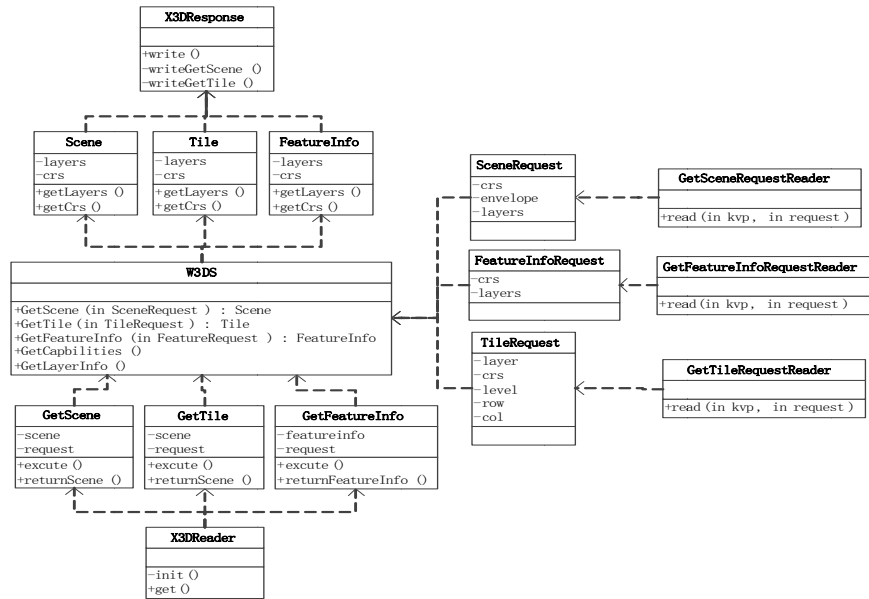 X3DResponse
+write()
-writeGetScene()
-writeGetTile()
Scene
-layers
-crs
+getLayers()
+getCrs()
Tile
-layers
-crs
+getLayers()
+getCrs()
FeatureInfo
-layers
-crs
+getLayers()
+getCrs()
SceneRequest
-crs
-envelope
-layers
GetSceneRequestReader
+read(in kvp, in request)
W3DS
+GetScene(in SceneRequest) : Scene
+GetTile(in TileRequest) : Tile
+GetFeatureInfo(in FeatureRequest) : FeatureInfo
+GetCapbilities()
+GetLayerInfo()
FeatureInfoRequest
-crs
-layers
GetFeatureInfoRequestReader
+read(in kvp, in request)
TileRequest
-layer
-crs
-level
-row
-col
GetTileRequestReader
+read(in kvp, in request)
GetScene
-scene
-request
+excute()
+returnScene()
GetTile
-scene
-request
+excute()
+returnScene()
GetFeatureInfo
-featureinfo
-request
+excute()
+returnFeatureInfo()
X3DReader
-init()
+get()